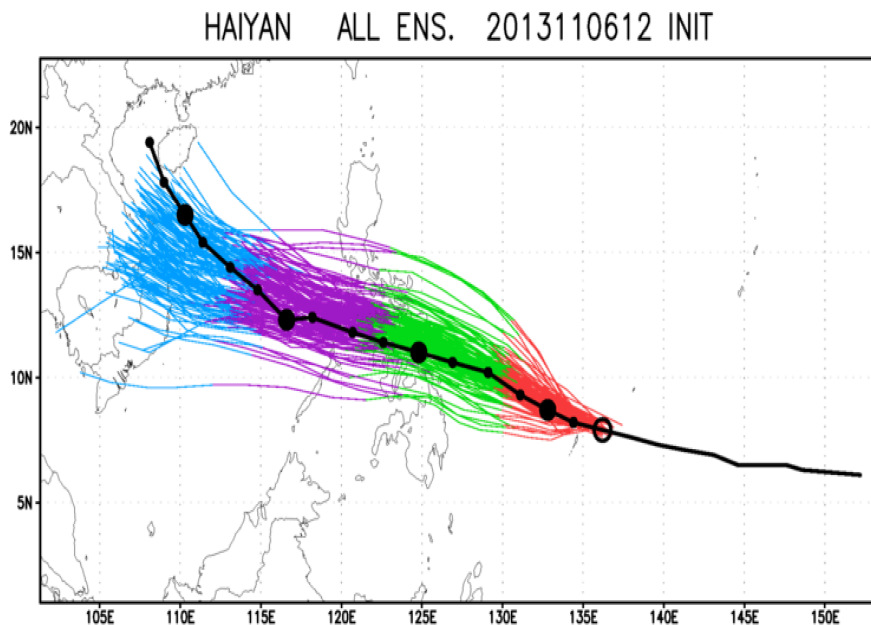 HAIYAN ALL ENS. 2013110612 INIT
20N
15N
10N
5N
105E 110E 115E 120E 125E 130E 135E 140E 145E 150E